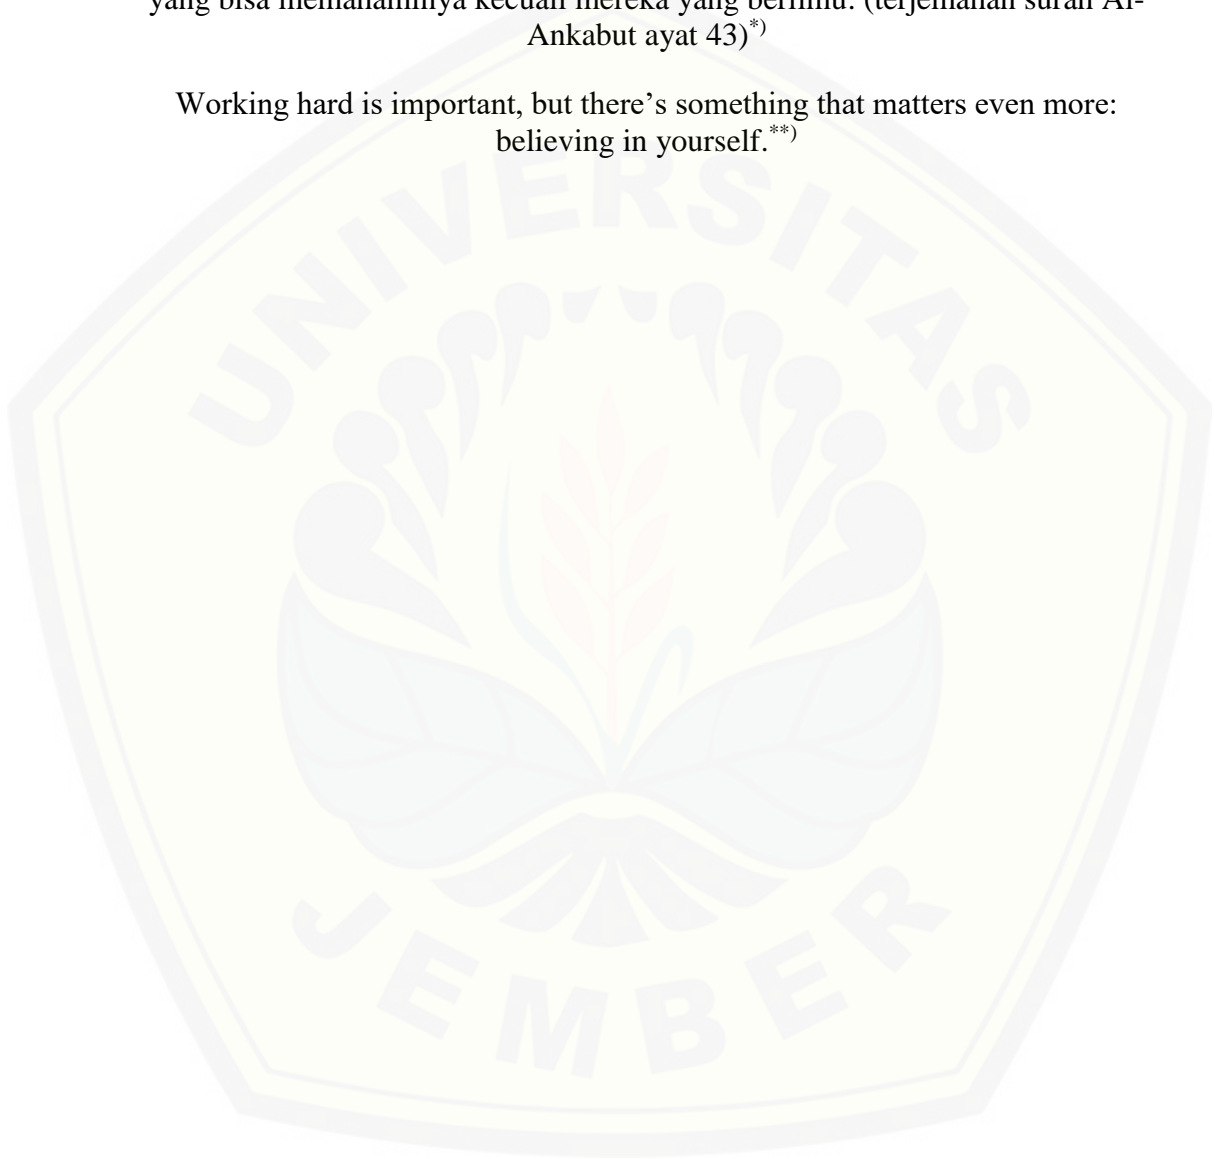 yang bisa memahaminya kecuali mereka yang berilmu. (terjemahan surah Al-
Ankabut ayat 43)*)
Working hard is important, but there’s something that matters even more:
believing in yourself.**)
UNIVERSITAS
JEMBER